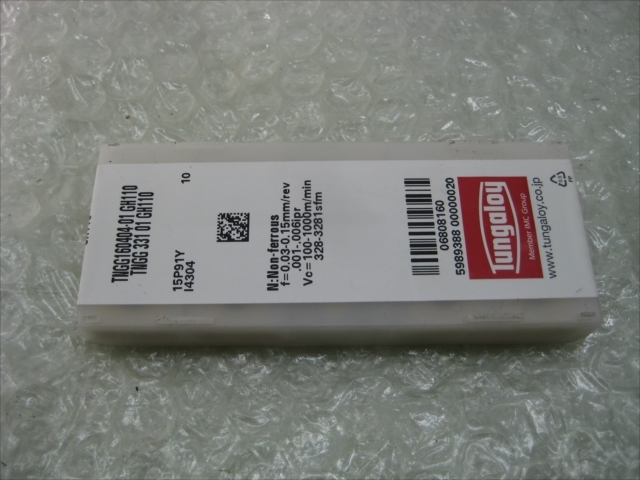 TNGG160404-01 GH110
TNGG 331 01 GH110
10
15P91Y
I4304
N:Non-ferrous
f=0.03-0.15mm/rev
.001-.006ipr
Vc=100-1000m/min
328-3281sfm
06808160
5989388 00000020
Tungaloy
Member IMC Group
www.tungaloy.co.jp
PP